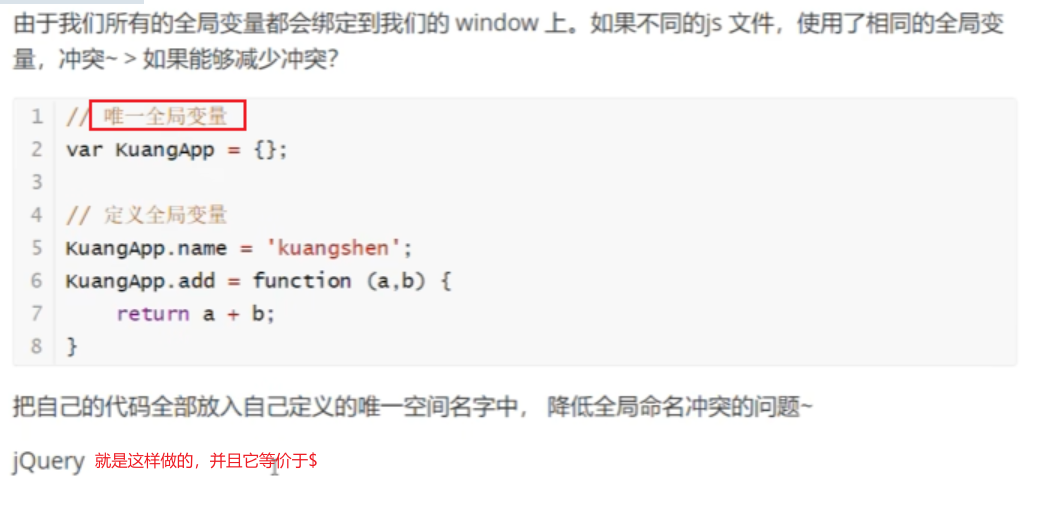 由于我们所有的全局变量都会绑定到我们的 window 上。如果不同的js 文件，使用了相同的全局变
量，冲突~ > 如果能够减少冲突？
1 // 唯一全局变量
2 var KuangApp = {};
3
4 // 定义全局变量
5 KuangApp.name = 'kuangshen';
6 KuangApp.add = function (a,b) {
7     return a + b;
8 }
把自己的代码全部放入自己定义的唯一空间名字中， 降低全局命名冲突的问题~
jQuery 就是这样做的，并且它等价于$